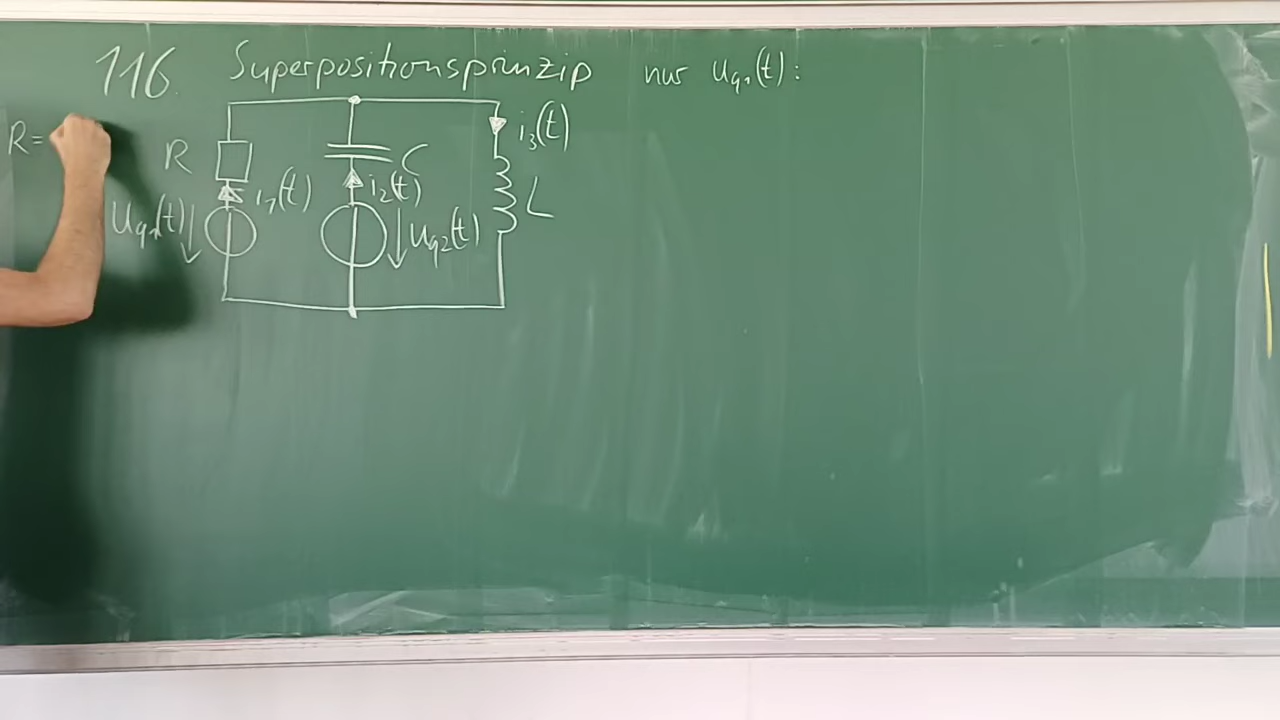 116. Superpositionsprinzip nur u_q1(t):
R=
R
C
i_3(t)
u_q1(t) i_1(t) i_2(t) u_q2(t) L